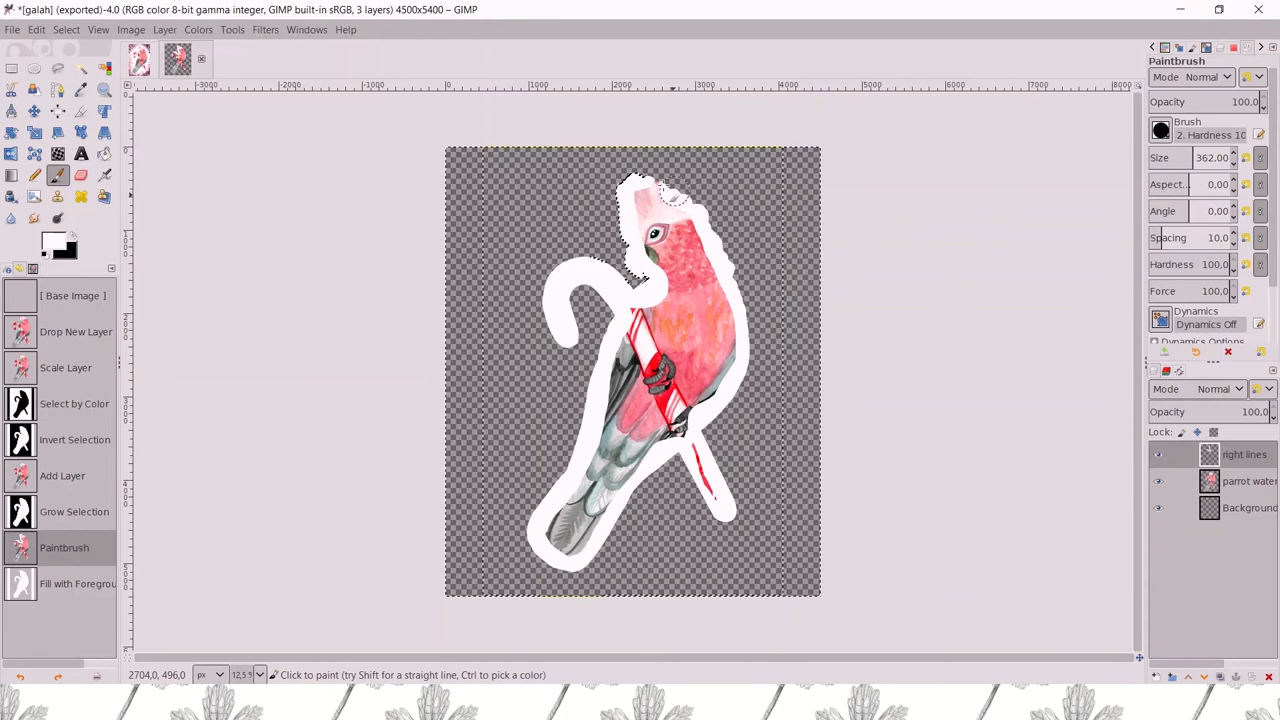 *[galah] (exported)-4.0 (RGB color 8-bit gamma integer, GIMP built-in sRGB, 3 layers) 4500x5400 – GIMP
File Edit Select View Image Layer Colors Tools Filters Windows Help
-3000 -2000 -1000 0 1000 2000 3000 4000 5000 6000 7000 8000
Paintbrush
Mode Normal
Opacity 100,0
Brush
2. Hardness 10
Size 362,00
Aspect... 0,00
Angle 0,00
Spacing 10,0
Hardness 100,0
Force 100,0
Dynamics
Dynamics Off
Dynamics Options
Mode Normal
Opacity 100,0
Lock:
right lines
parrot water
Background
[ Base Image ]
Drop New Layer
Scale Layer
Select by Color
Invert Selection
Add Layer
Grow Selection
Paintbrush
Fill with Foregrou
2704,0, 496,0 px 12,5 Click to paint (try Shift for a straight line, Ctrl to pick a color)